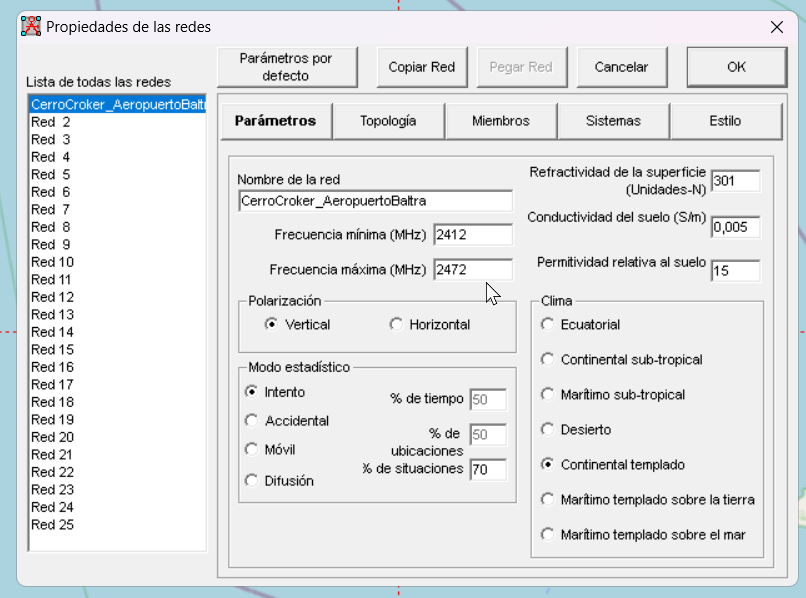 Propiedades de las redes
Parámetros por
defecto
Copiar Red
Pegar Red
Cancelar
OK
Lista de todas las redes
CerroCroker_AeropuertoBaltr
Red 2
Red 3
Red 4
Red 5
Red 6
Red 7
Red 8
Red 9
Red 10
Red 11
Red 12
Red 13
Red 14
Red 15
Red 16
Red 17
Red 18
Red 19
Red 20
Red 21
Red 22
Red 23
Red 24
Red 25
Parámetros
Topología
Miembros
Sistemas
Estilo
Nombre de la red
CerroCroker_AeropuertoBaltra
Frecuencia mínima (MHz) 2412
Frecuencia máxima (MHz) 2472
Polarización
Vertical
Horizontal
Modo estadístico
Intento
Accidental
Móvil
Difusión
% de tiempo 50
% de
ubicaciones
50
% de situaciones 70
Refractividad de la superficie
(Unidades-N)
301
Conductividad del suelo (S/m)
0,005
Permitividad relativa al suelo
15
Clima
Ecuatorial
Continental sub-tropical
Marítimo sub-tropical
Desierto
Continental templado
Marítimo templado sobre la tierra
Marítimo templado sobre el mar